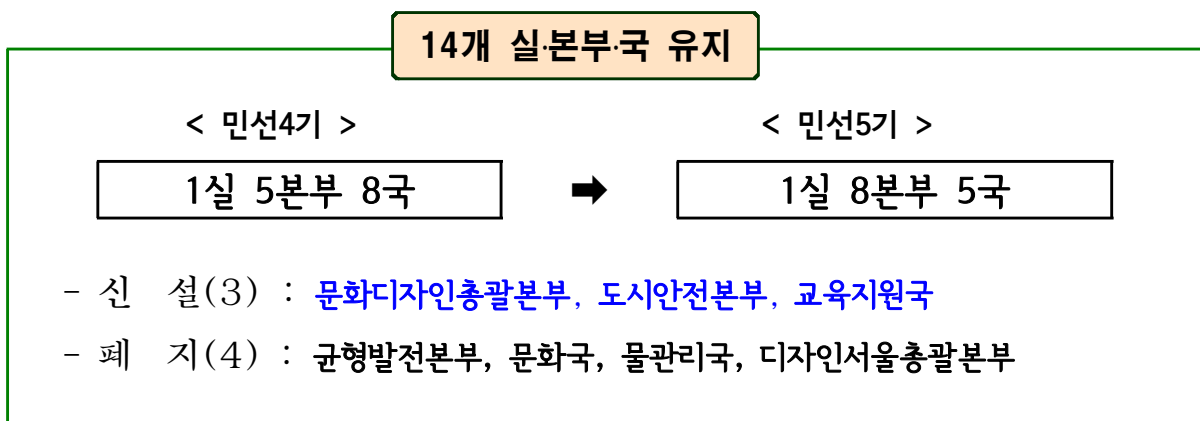 14개 실·본부·국 유지
< 민선4기 > < 민선5기 >
1실 5본부 8국 ➡ 1실 8본부 5국
- 신 설(3) : 문화디자인총괄본부, 도시안전본부, 교육지원국
- 폐 지(4) : 균형발전본부, 문화국, 물관리국, 디자인서울총괄본부